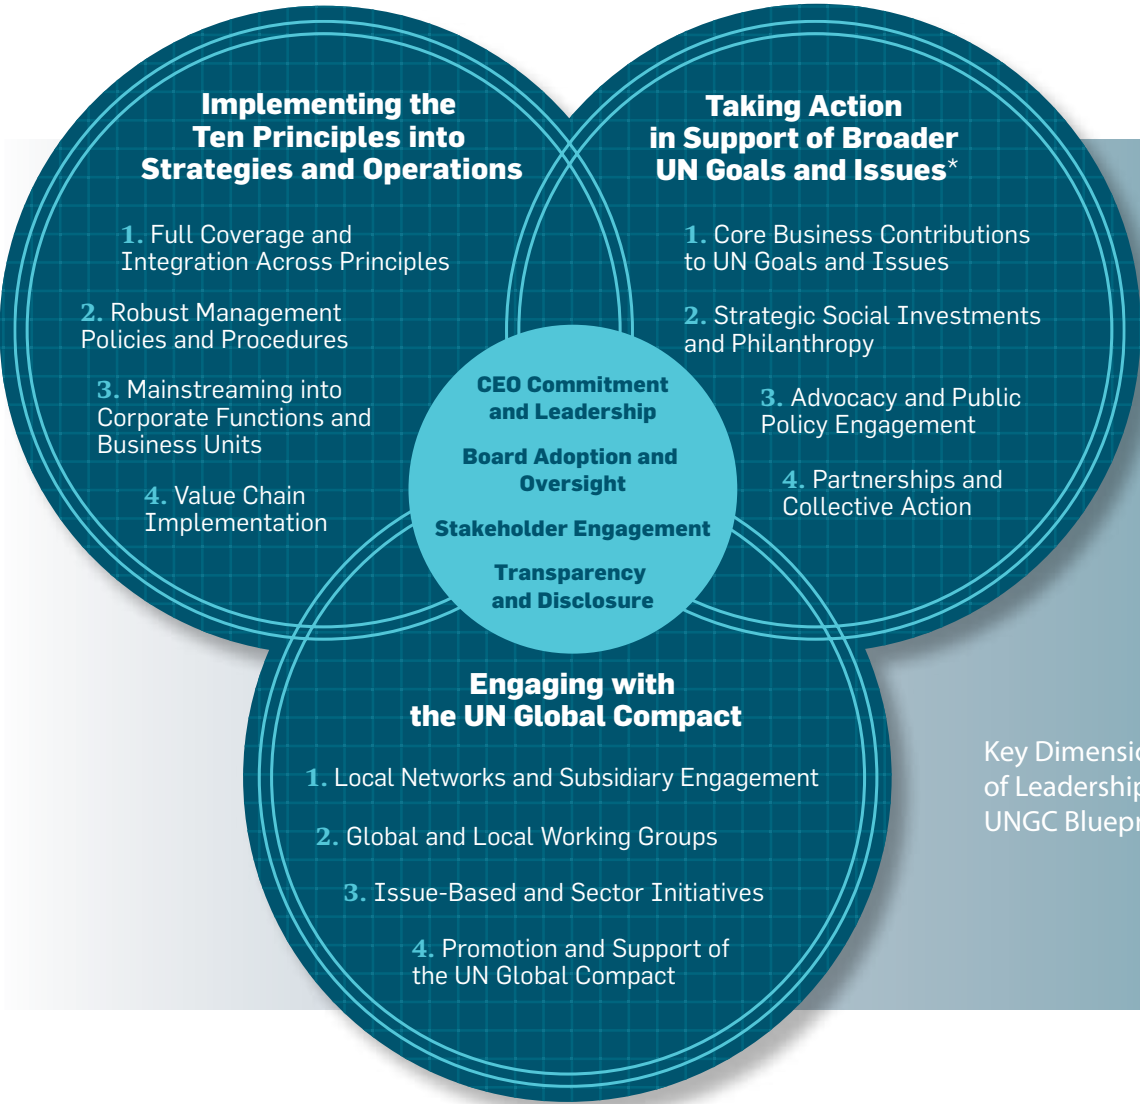 Implementing the
Ten Principles into
Strategies and Operations
1. Full Coverage and
Integration Across Principles
2. Robust Management
Policies and Procedures
3. Mainstreaming into
Corporate Functions and
Business Units
4. Value Chain
Implementation
Taking Action
in Support of Broader
UN Goals and Issues*
1. Core Business Contributions
to UN Goals and Issues
2. Strategic Social Investments
and Philanthropy
3. Advocacy and Public
Policy Engagement
4. Partnerships and
Collective Action
CEO Commitment
and Leadership
Board Adoption and
Oversight
Stakeholder Engagement
Transparency
and Disclosure
Engaging with
the UN Global Compact
1. Local Networks and Subsidiary Engagement
2. Global and Local Working Groups
3. Issue-Based and Sector Initiatives
4. Promotion and Support of
the UN Global Compact
Key
of
UNGC